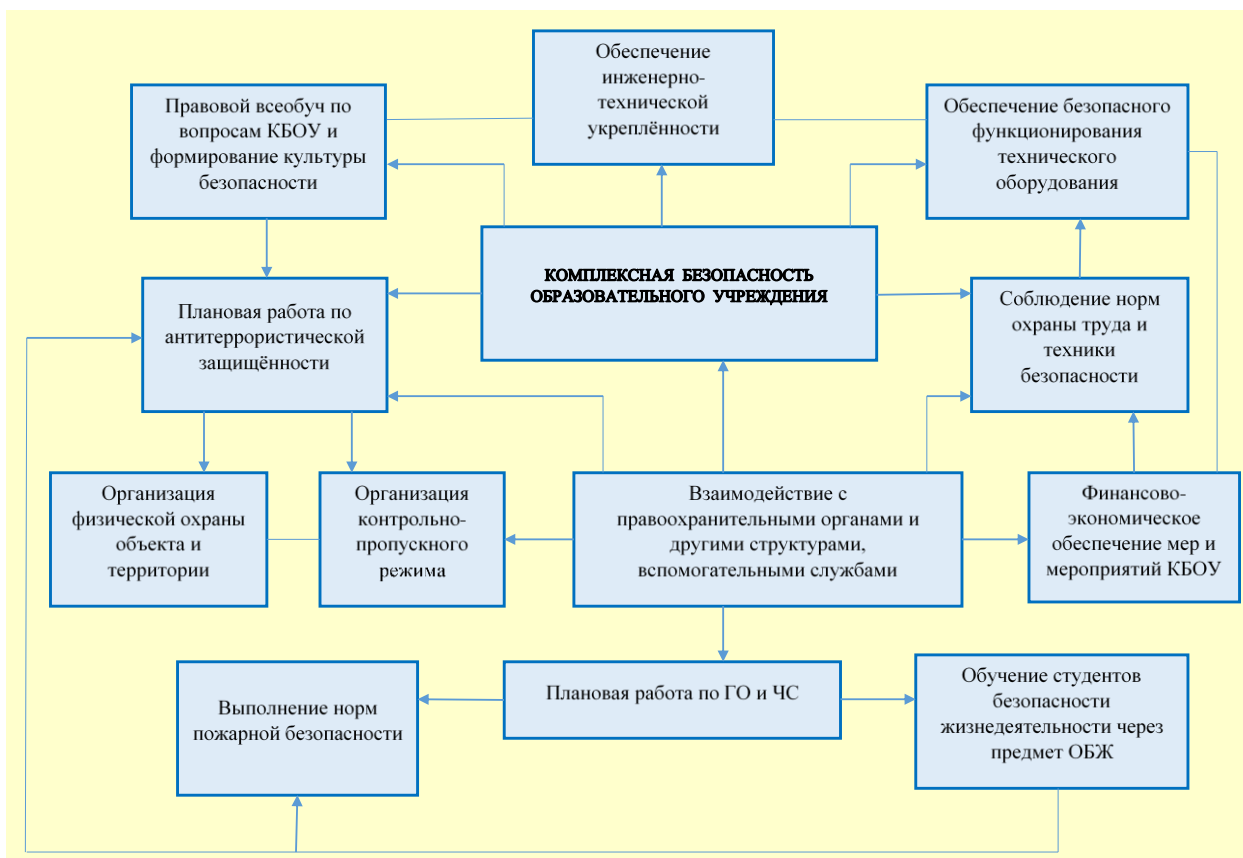 Обеспечение
инженерно-
технической
укреплённости
Правовой всеобуч по
вопросам КБОУ и
формирование культуры
безопасности
Обеспечение безопасного
функционирования
технического
оборудования
КОМПЛЕКСНАЯ БЕЗОПАСНОСТЬ
ОБРАЗОВАТЕЛЬНОГО УЧРЕЖДЕНИЯ
Плановая работа по
антитеррористической
защищённости
Соблюдение норм
охраны труда и
техники
безопасности
Организация
физической охраны
объекта и
территории
Организация
контрольно-
пропускного
режима
Взаимодействие с
правоохранительными органами и
другими структурами,
вспомогательными службами
Финансово-
экономическое
обеспечение мер и
мероприятий КБОУ
Выполнение норм
пожарной безопасности
Плановая работа по ГО и ЧС
Обучение студентов
безопасности
жизнедеятельности через
предмет ОБЖ